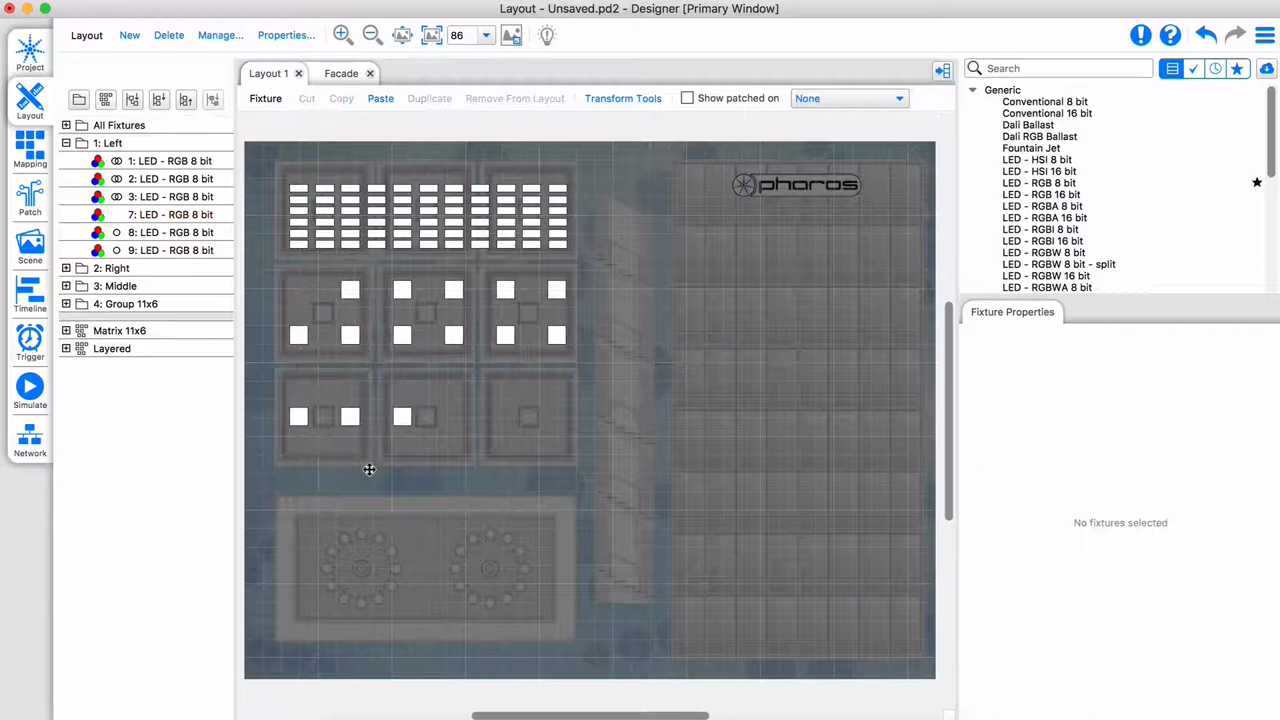 Layout - Unsaved.pd2 - Designer [Primary Window]
Layout New Delete Manage... Properties... 86
Project
Layout
Mapping
Patch
Scene
Timeline
Trigger
Simulate
Network
All Fixtures
1: Left
1: LED - RGB 8 bit
2: LED - RGB 8 bit
3: LED - RGB 8 bit
7: LED - RGB 8 bit
8: LED - RGB 8 bit
9: LED - RGB 8 bit
2: Right
3: Middle
4: Group 11x6
Matrix 11x6
Layered
Layout 1 Facade
Fixture Cut Copy Paste Duplicate Remove From Layout Transform Tools Show patched on None
pharos
Search
Generic
Conventional 8 bit
Conventional 16 bit
Dali Ballast
Dali RGB Ballast
Fountain Jet
LED - HSI 8 bit
LED - HSI 16 bit
LED - RGB 8 bit
LED - RGB 16 bit
LED - RGBA 8 bit
LED - RGBA 16 bit
LED - RGBI 8 bit
LED - RGBI 16 bit
LED - RGBW 8 bit
LED - RGBW 8 bit - split
LED - RGBW 16 bit
LED - RGBWA 8 bit
Fixture Properties
No fixtures selected